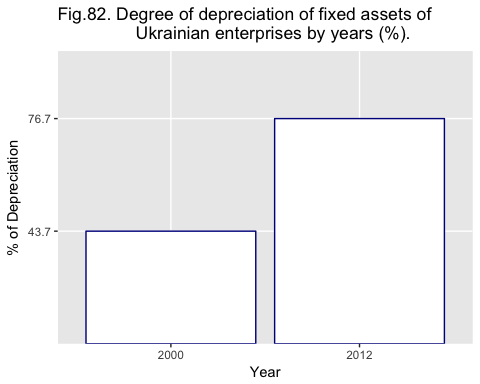 Fig.82. Degree of depreciation of fixed assets of
Ukrainian enterprises by years (%).
76.7
43.7
% of Depreciation
2000
2012
Year